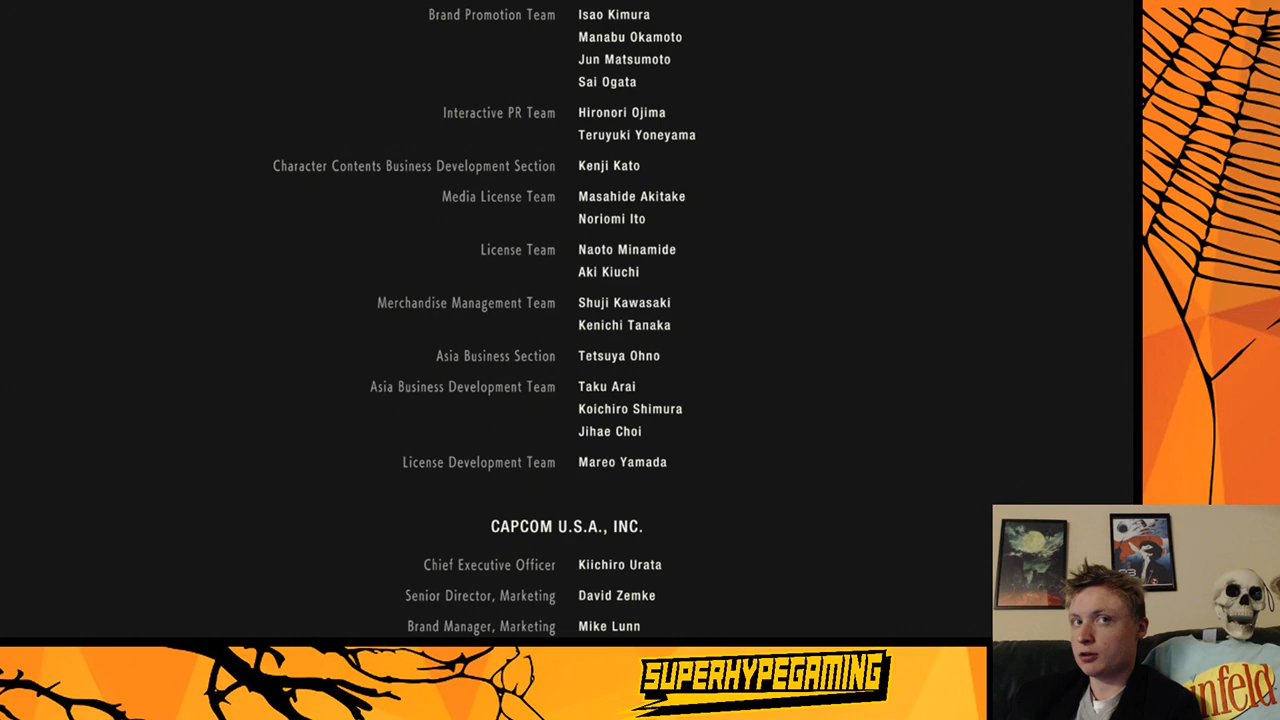 Brand Promotion Team Isao Kimura
Manabu Okamoto
Jun Matsumoto
Sai Ogata
Interactive PR Team Hironori Ojima
Teruyuki Yoneyama
Character Contents Business Development Section Kenji Kato
Media License Team Masahide Akitake
Noriomi Ito
License Team Naoto Minamide
Aki Kiuchi
Merchandise Management Team Shuji Kawasaki
Kenichi Tanaka
Asia Business Section Tetsuya Ohno
Asia Business Development Team Taku Arai
Koichiro Shimura
Jihae Choi
License Development Team Mareo Yamada
CAPCOM U.S.A., INC.
Chief Executive Officer Kiichiro Urata
Senior Director, Marketing David Zemke
Brand Manager, Marketing Mike Lunn
SUPERHYPEGAMING
nfeld